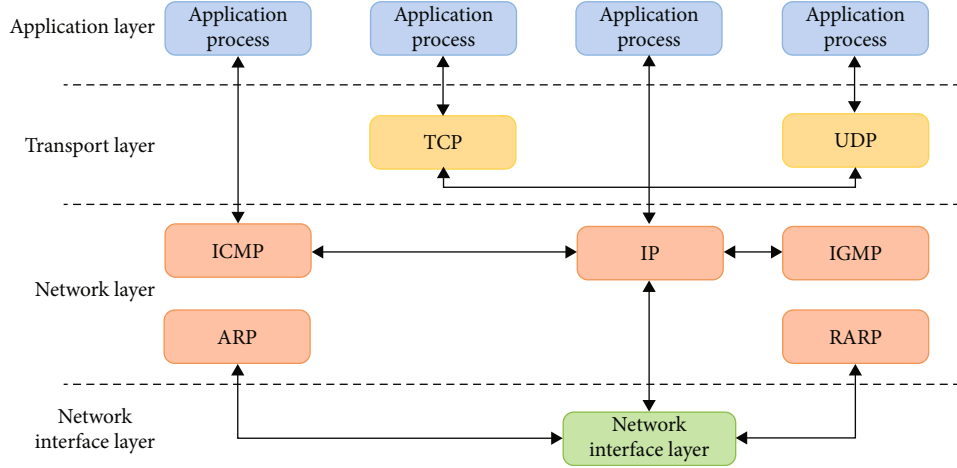 Application layer
Application
process
Application
process
Application
process
Application
process
Transport layer
TCP
UDP
Network layer
ICMP
IP
IGMP
ARP
RARP
Network
interface layer
Network
interface layer